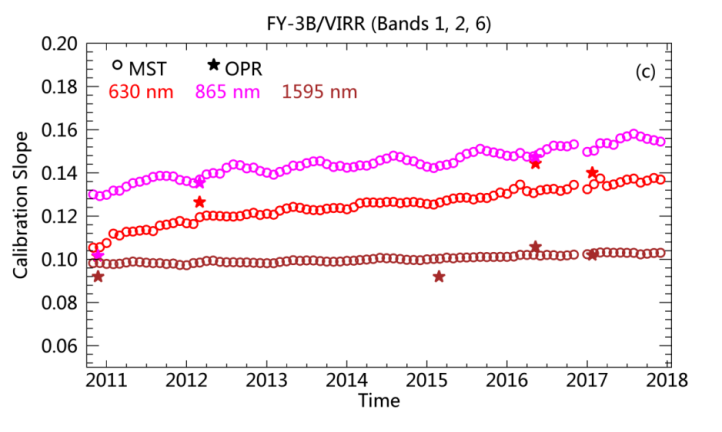 FY-3B/VIRR (Bands 1, 2, 6)
0.20
0.18
0.16
0.14
0.12
0.10
0.08
0.06
Calibration Slope
MST OPR
(c)
630 nm 865 nm 1595 nm
2011 2012 2013 2014 2015 2016 2017 2018
Time